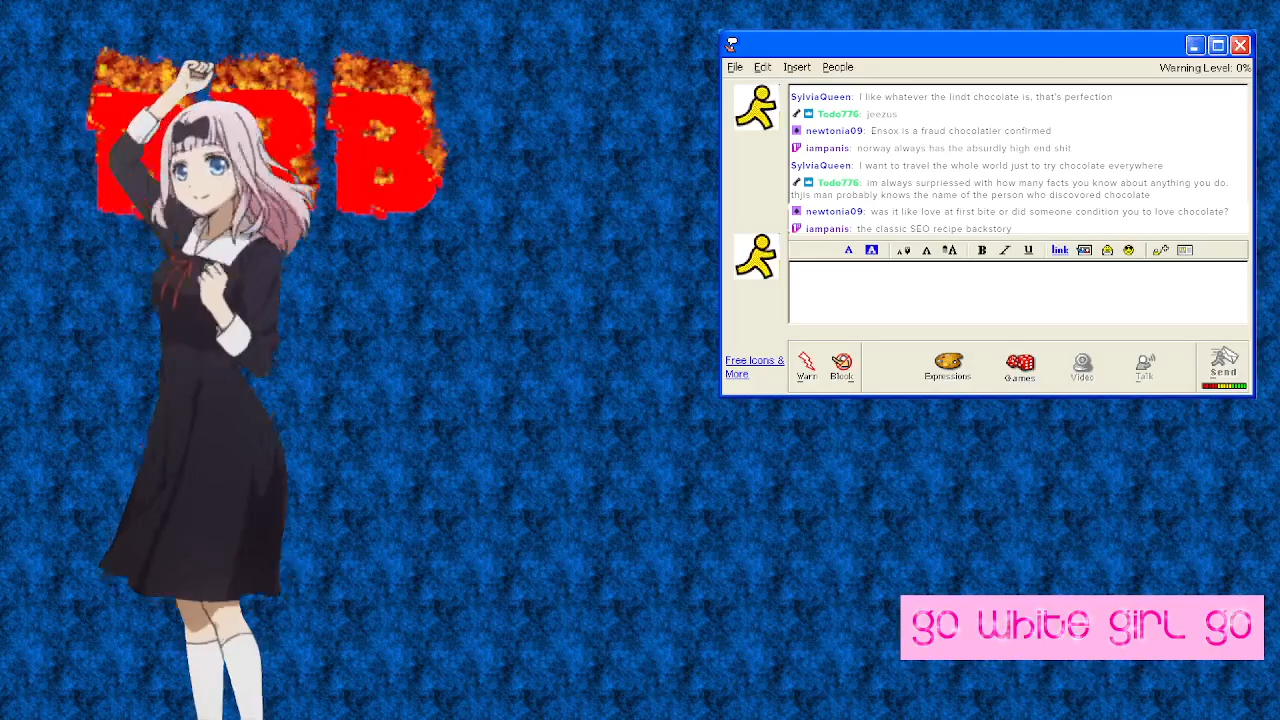 File Edit Insert People Warning Level: 0%
SylviaQueen: I like whatever the lindt chocolate is, that's perfection
Todo776: jeezus
newtonia09: Ensox is a fraud chocolatier confirmed
iampanis: norway always has the absurdly high end shit
SylviaQueen: I want to travel the whole world just to try chocolate everywhere
Todo776: im always surpriessed with how many facts you know about anything you do.
thjis man probably knows the name of the person who discovored chocolate
newtonia09: was it like love at first bite or did someone condition you to love chocolate?
iampanis: the classic SEO recipe backstory
A A A A A B I U link
Free Icons &
More
Warn Block Expressions Games Video Talk Send
go white girl go